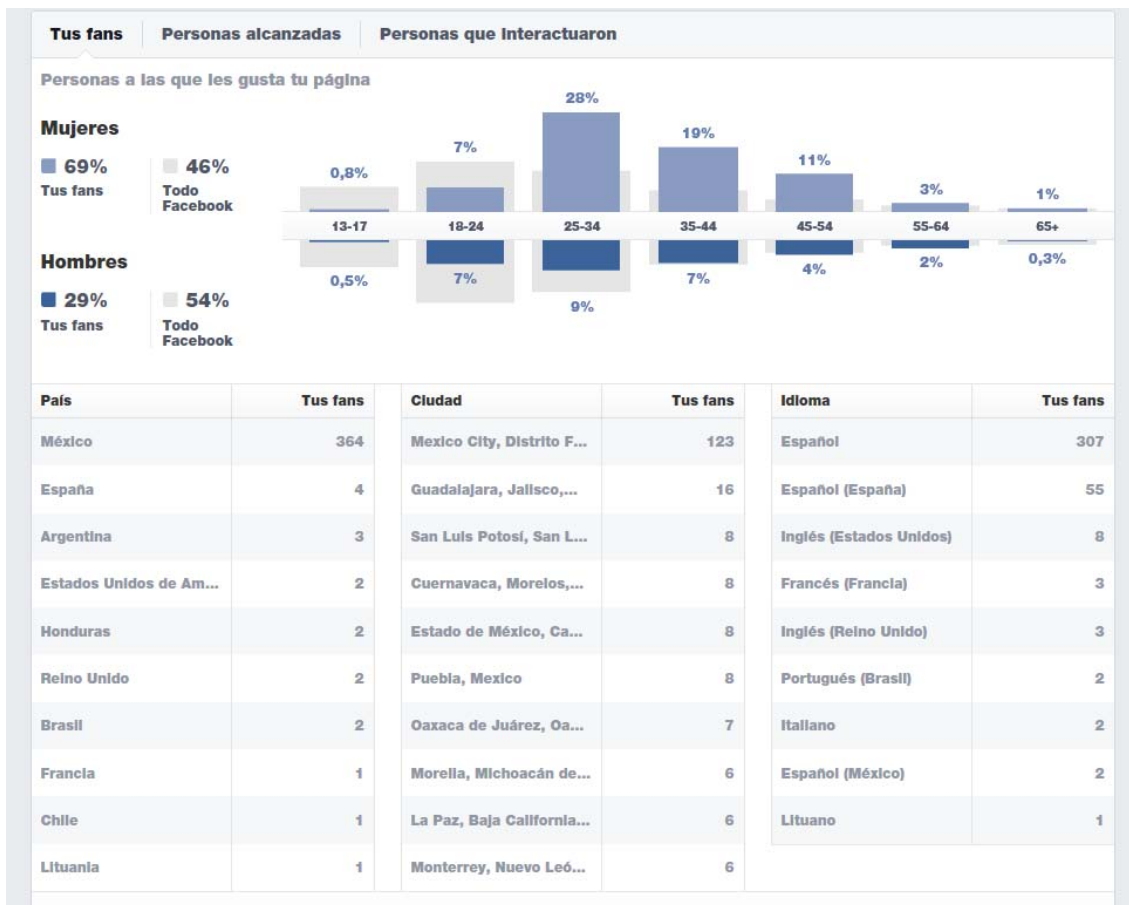 Tus fans Personas alcanzadas Personas que interactuaron
Personas a las que les gusta tu página
Mujeres
69% 46%
Tus fans Todo Facebook
0,8% 7% 28% 19% 11% 3% 1%
13-17 18-24 25-34 35-44 45-54 55-64 65+
0,5% 7% 9% 7% 4% 2% 0,3%
Hombres
29% 54%
Tus fans Todo Facebook
País Tus fans
México 364
España 4
Argentina 3
Estados Unidos de Am... 2
Honduras 2
Reino Unido 2
Brasil 2
Francia 1
Chile 1
Lituania 1
Ciudad Tus fans
Mexico City, Distrito F... 123
Guadalajara, Jalisco,... 16
San Luis Potosí, San L... 8
Cuernavaca, Morelos,... 8
Estado de México, Ca... 8
Puebla, Mexico 8
Oaxaca de Juárez, Oa... 7
Morelia, Michoacán de... 6
La Paz, Baja California... 6
Monterrey, Nuevo Leó... 6
Idioma Tus fans
Español 307
Español (España) 55
Inglés (Estados Unidos) 8
Francés (Francia) 3
Inglés (Reino Unido) 3
Portugués (Brasil) 2
Italiano 2
Español (México) 2
Lituano 1